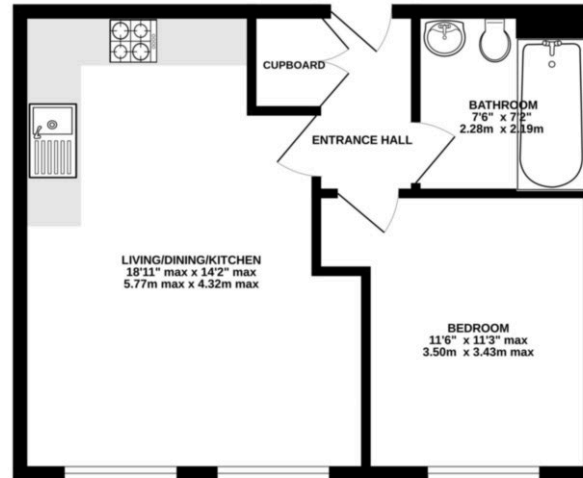 CUPBOARD
BATHROOM
7'6" x 7'2"
2.28m x 2.19m
ENTRANCE HALL
LIVING/DINING/KITCHEN
18'11" max x 14'2" max
5.77m max x 4.32m max
BEDROOM
11'6" x 11'3" max
3.50m x 3.43m max